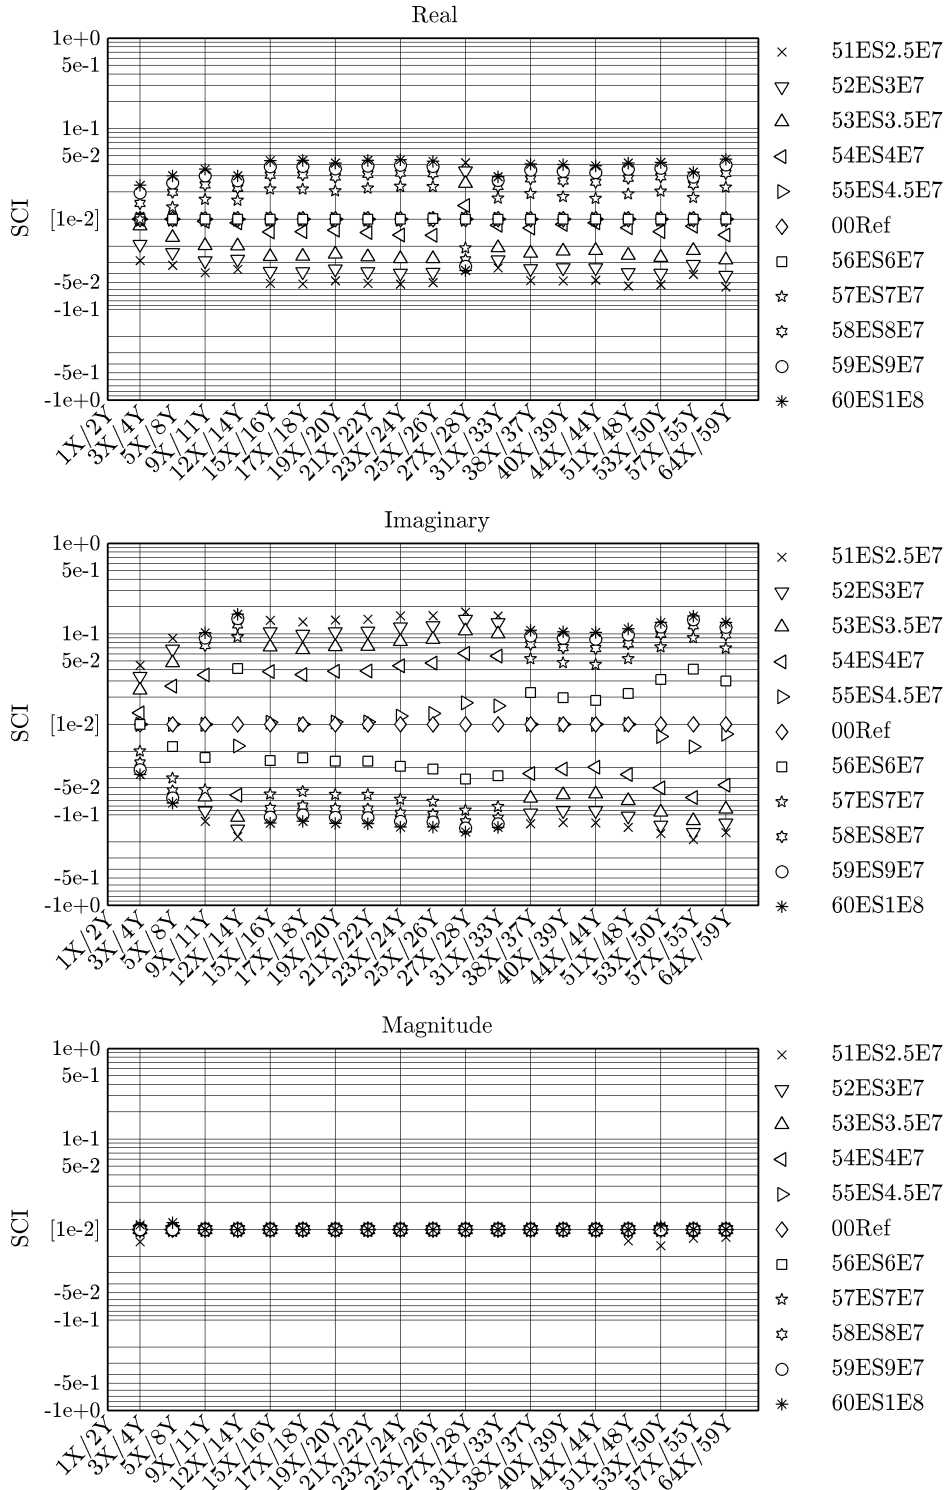 Real
SCI
1e+0
5e-1
1e-1
5e-2
[1e-2]
-5e-2
-1e-1
-5e-1
-1e+0
1X/2Y
3X/4Y
5X/8Y
9X/11Y
12X/14Y
15X/16Y
17X/18Y
19X/20Y
21X/22Y
23X/24Y
25X/26Y
27X/28Y
31X/33Y
38X/37Y
40X/39Y
44X/44Y
51X/48Y
53X/50Y
57X/55Y
64X/59Y
51ES2.5E7
52ES3E7
53ES3.5E7
54ES4E7
55ES4.5E7
00Ref
56ES6E7
57ES7E7
58ES8E7
59ES9E7
60ES1E8
Imaginary
SCI
1e+0
5e-1
1e-1
5e-2
[1e-2]
-5e-2
-1e-1
-5e-1
-1e+0
1X/2Y
3X/4Y
5X/8Y
9X/11Y
12X/14Y
15X/16Y
17X/18Y
19X/20Y
21X/22Y
23X/24Y
25X/26Y
27X/28Y
31X/33Y
38X/37Y
40X/39Y
44X/44Y
51X/48Y
53X/50Y
57X/55Y
64X/59Y
51ES2.5E7
52ES3E7
53ES3.5E7
54ES4E7
55ES4.5E7
00Ref
56ES6E7
57ES7E7
58ES8E7
59ES9E7
60ES1E8
Magnitude
SCI
1e+0
5e-1
1e-1
5e-2
[1e-2]
-5e-2
-1e-1
-5e-1
-1e+0
1X/2Y
3X/4Y
5X/8Y
9X/11Y
12X/14Y
15X/16Y
17X/18Y
19X/20Y
21X/22Y
23X/24Y
25X/26Y
27X/28Y
31X/33Y
38X/37Y
40X/39Y
44X/44Y
51X/48Y
53X/50Y
57X/55Y
64X/59Y
51ES2.5E7
52ES3E7
53ES3.5E7
54ES4E7
55ES4.5E7
00Ref
56ES6E7
57ES7E7
58ES8E7
59ES9E7
60ES1E8